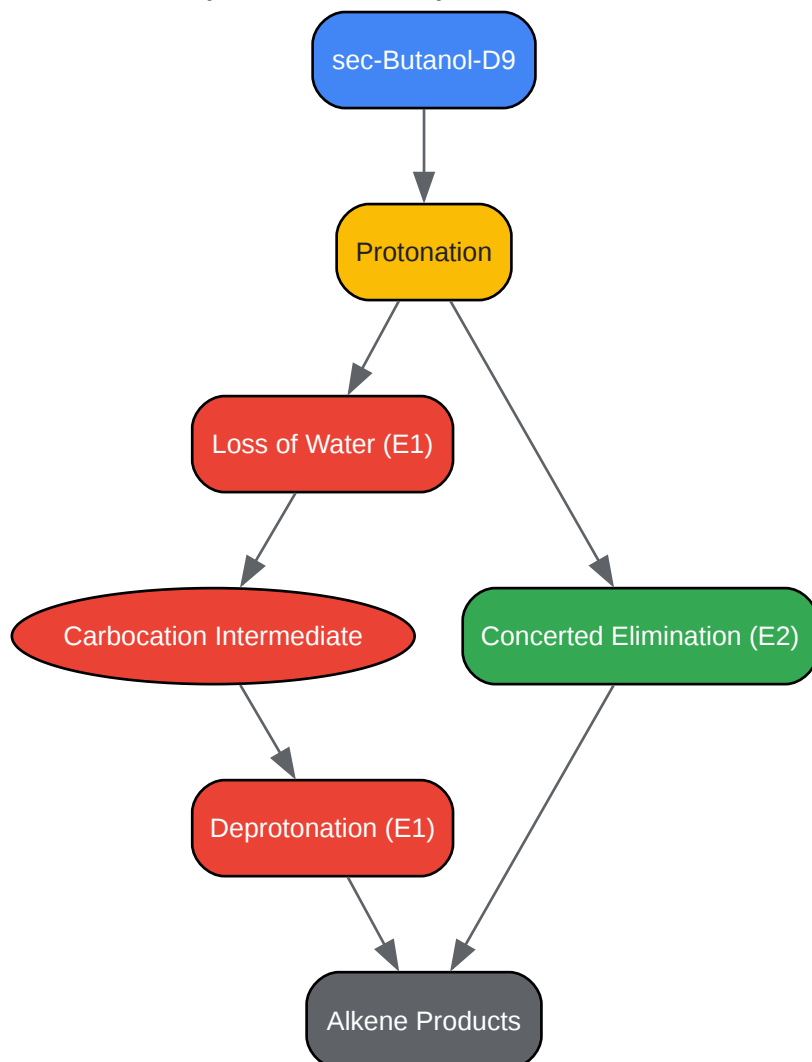 sec-Butanol-D9
Protonation
Loss of Water (E1)
Carbocation Intermediate
Concerted Elimination (E2)
Deprotonation (E1)
Alkene Products